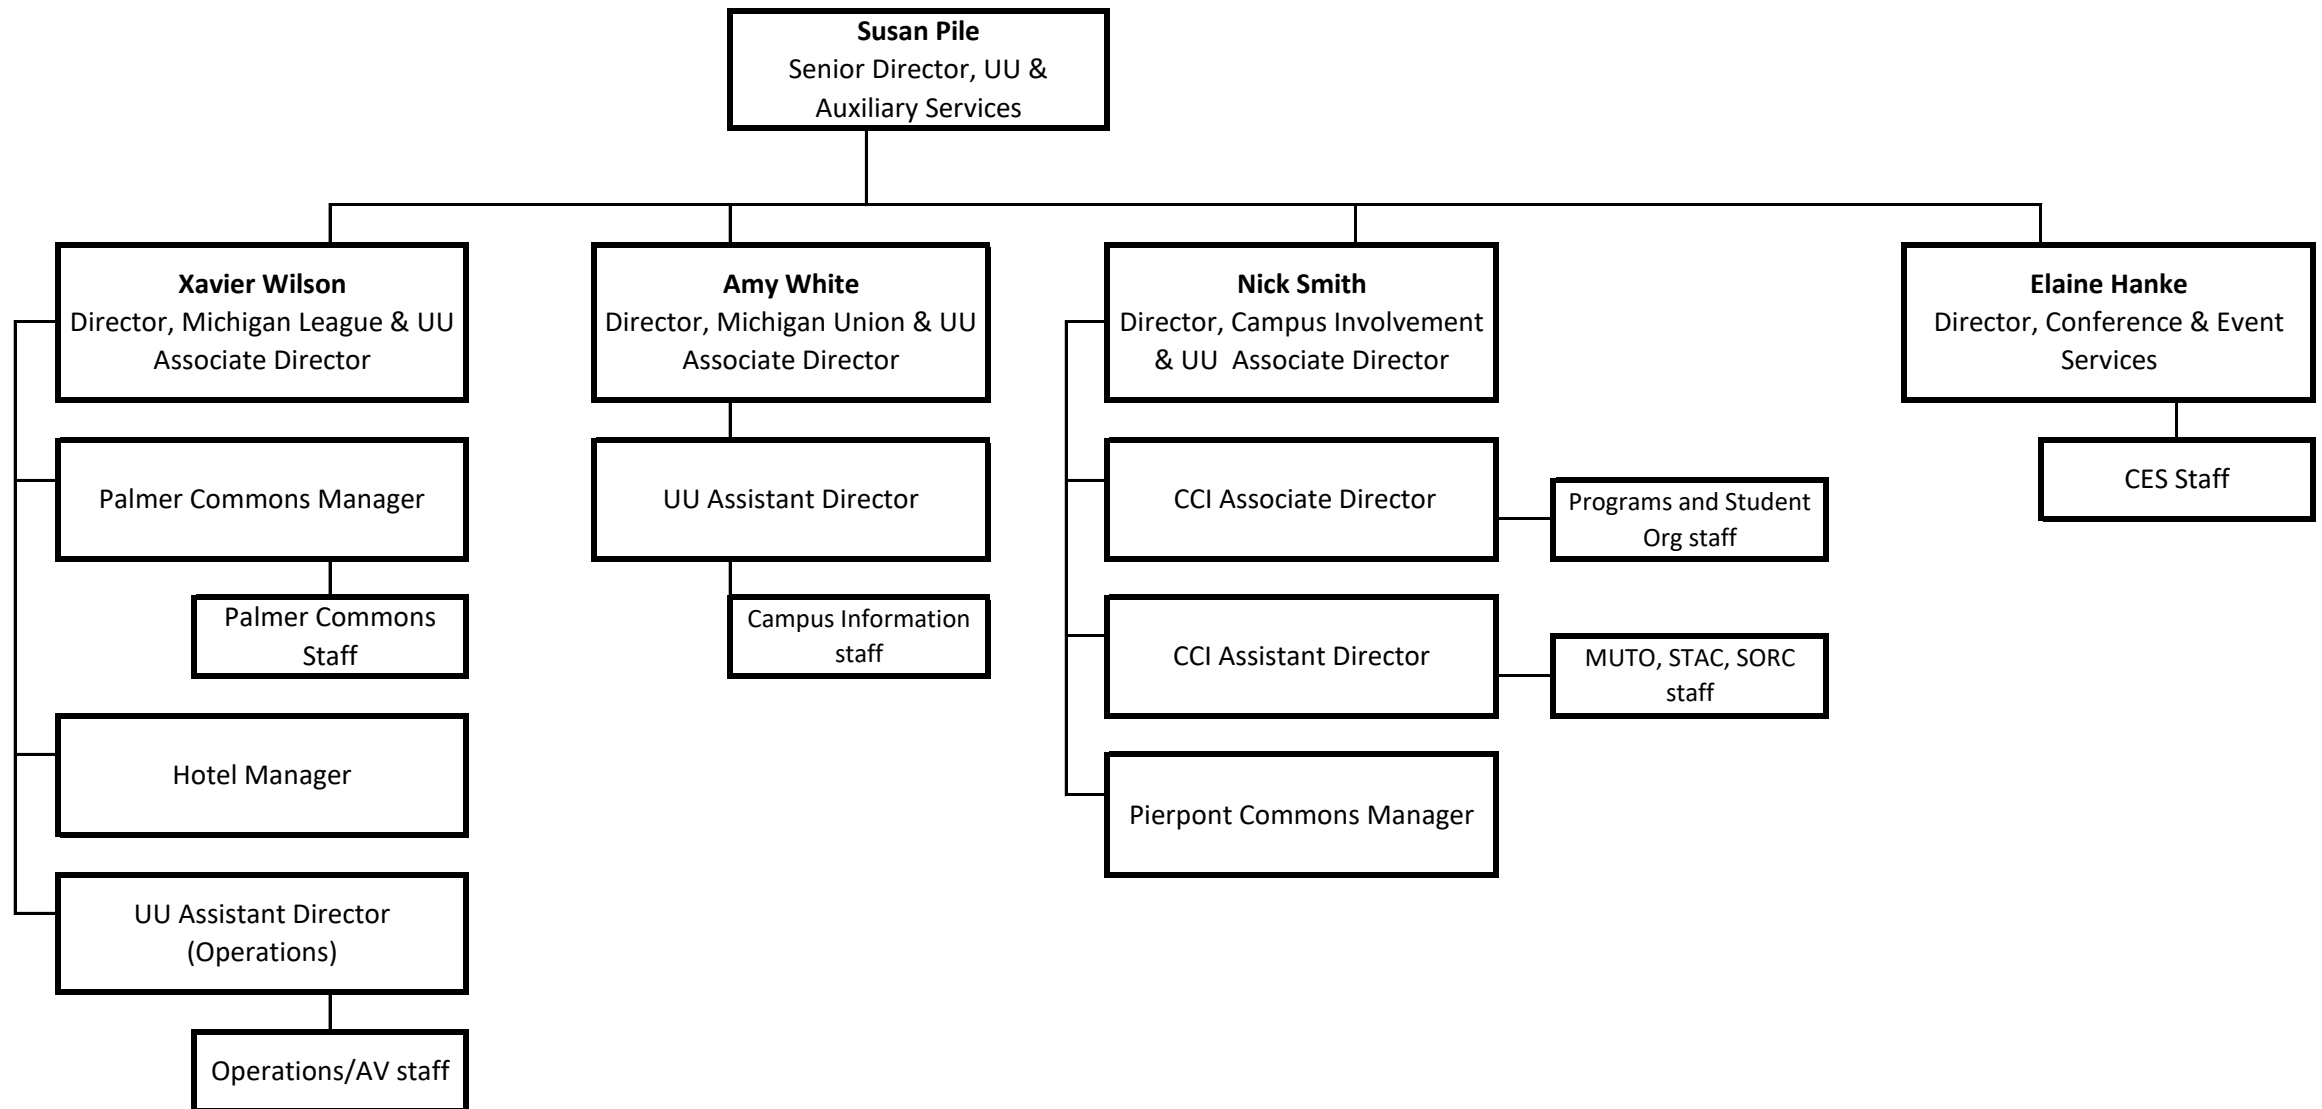 Susan Pile
Senior Director, UU &
Auxiliary Services
Xavier Wilson
Director, Michigan League & UU
Associate Director
Amy White
Director, Michigan Union & UU
Associate Director
Nick Smith
Director, Campus Involvement
& UU Associate Director
Elaine Hanke
Director, Conference & Event
Services
Palmer Commons Manager
UU Assistant Director
CCI Associate Director
Programs and Student
Org staff
CES Staff
Palmer Commons
Staff
Campus Information
staff
CCI Assistant Director
MUTO, STAC, SORC
staff
Hotel Manager
Pierpont Commons Manager
UU Assistant Director
(Operations)
Operations/AV staff